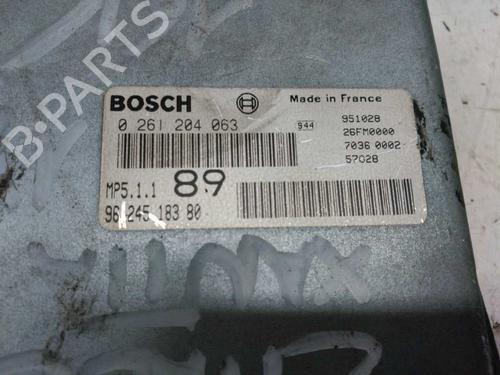 BOSCH Made in France
0 261 204 063 944 951028
26FM0000
7036 0002
57028
MP5.1.1 89
96 245 183 80
B-PARTS